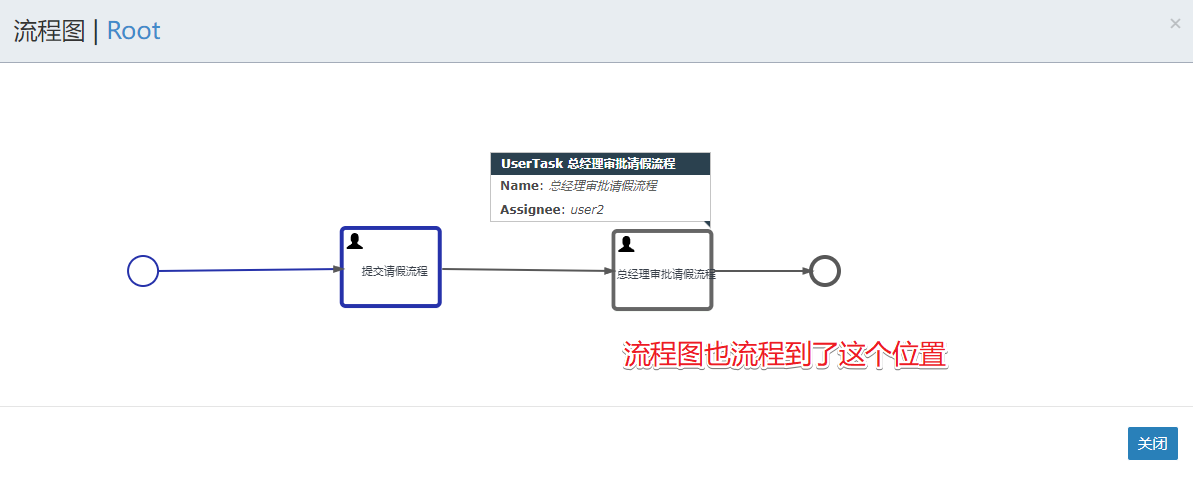 流程图 | Root
×
UserTask 总经理审批请假流程
Name: 总经理审批请假流程
Assignee: user2
提交请假流程
总经理审批请假流程
流程图也流程到了这个位置
关闭